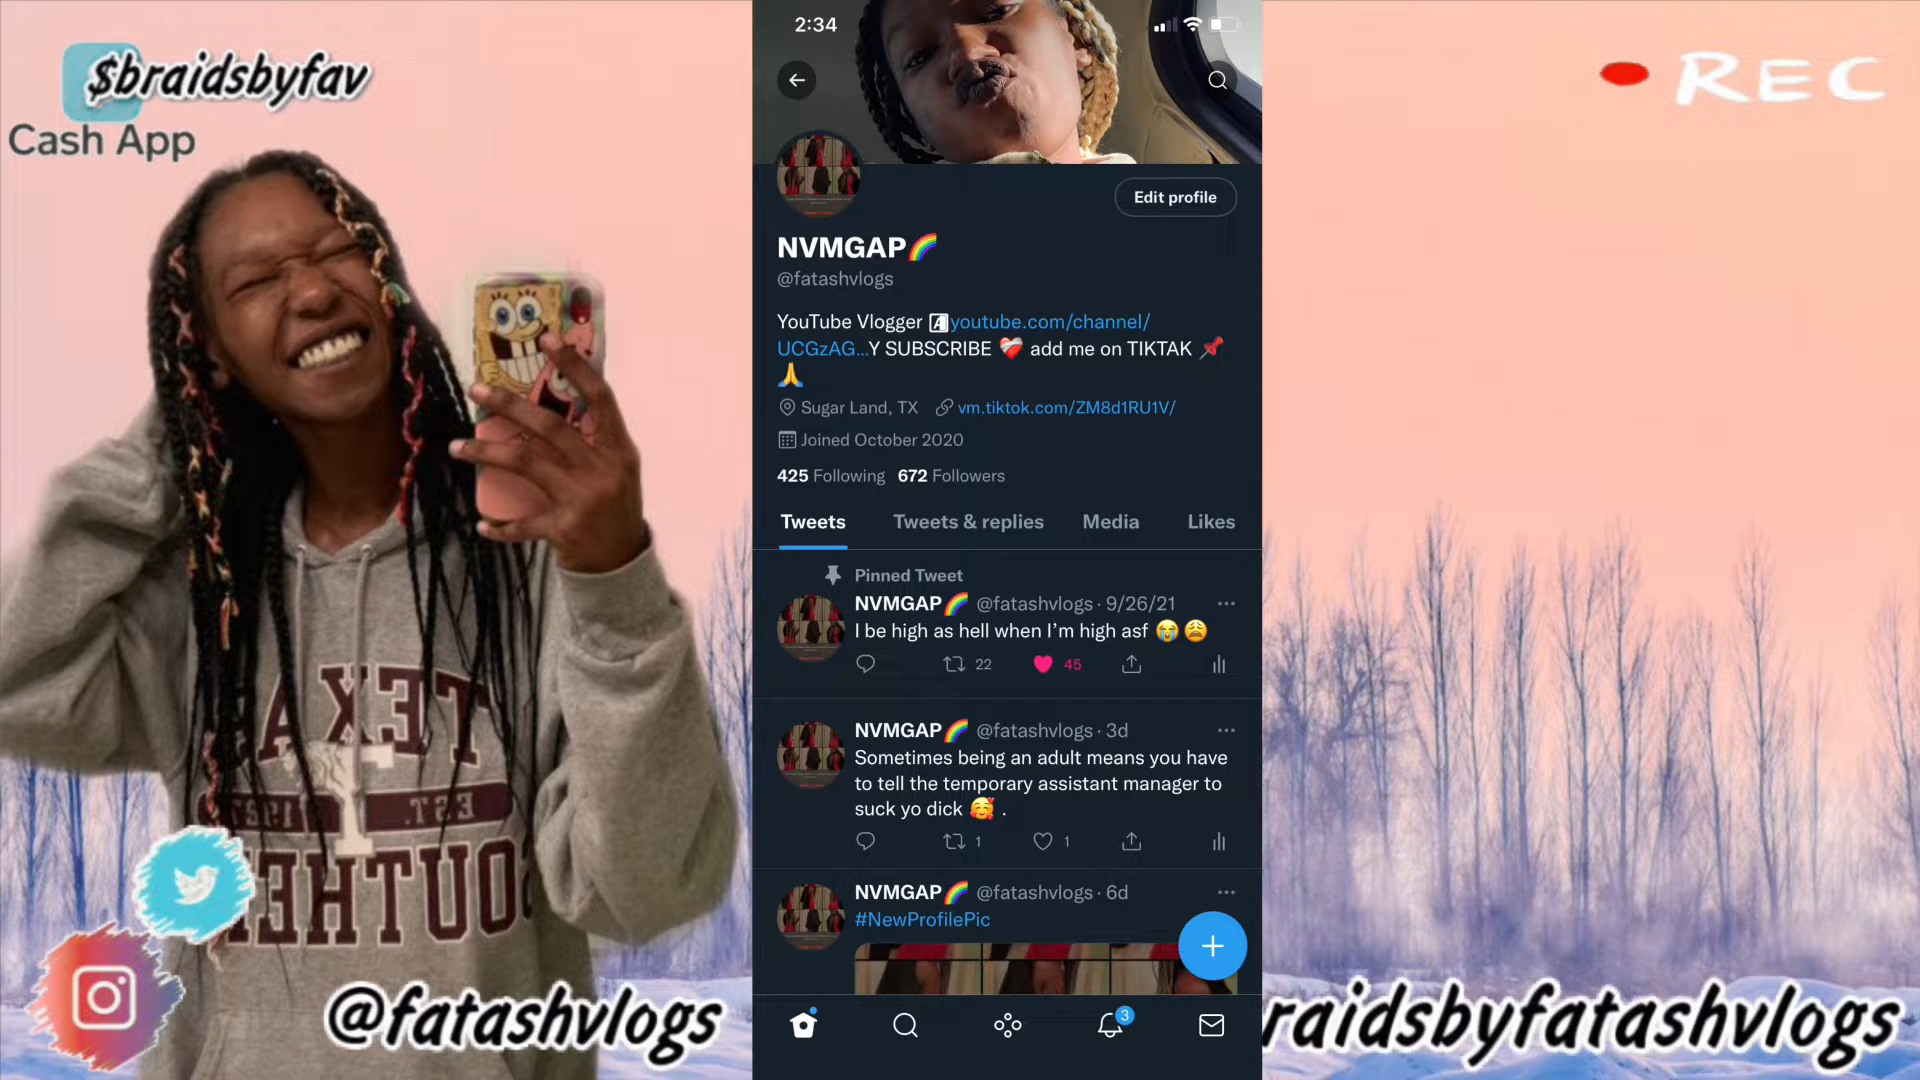 $braidsbyfav
Cash App
REC
2:34
Edit profile
NVMGAP🌈
@fatashvlogs
YouTube Vlogger 🅰youtube.com/channel/
UCGzAG…Y SUBSCRIBE ❤️‍🩹 add me on TIKTAK 📌
🙏
Sugar Land, TX vm.tiktok.com/ZM8d1RU1V/
Joined October 2020
425 Following 672 Followers
Tweets Tweets & replies Media Likes
Pinned Tweet
NVMGAP🌈 @fatashvlogs · 9/26/21
I be high as hell when I’m high asf 😭😩
22 45
NVMGAP🌈 @fatashvlogs · 3d
Sometimes being an adult means you have
to tell the temporary assistant manager to
suck yo dick 🥰 .
1 1
NVMGAP🌈 @fatashvlogs · 6d
#NewProfilePic
3
TEXA
EST.
OUTHE
@fatashvlogs
raidsbyfatashvlogs